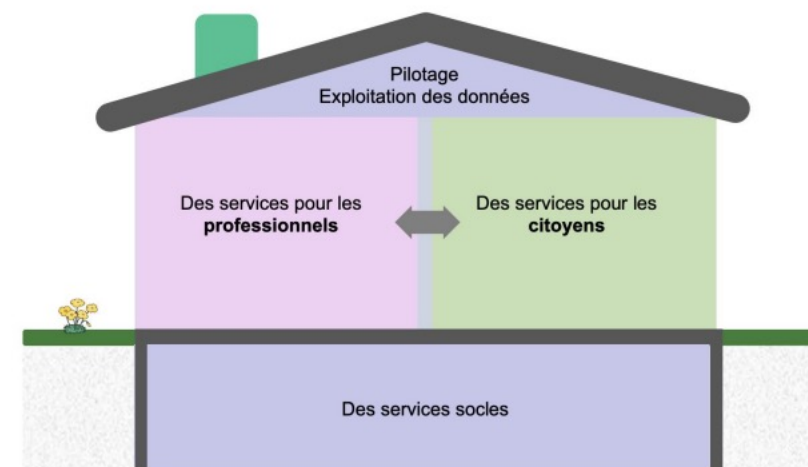 Pilotage
Exploitation des données
Des services pour les
professionnels
Des services pour les
citoyens
Des services socles